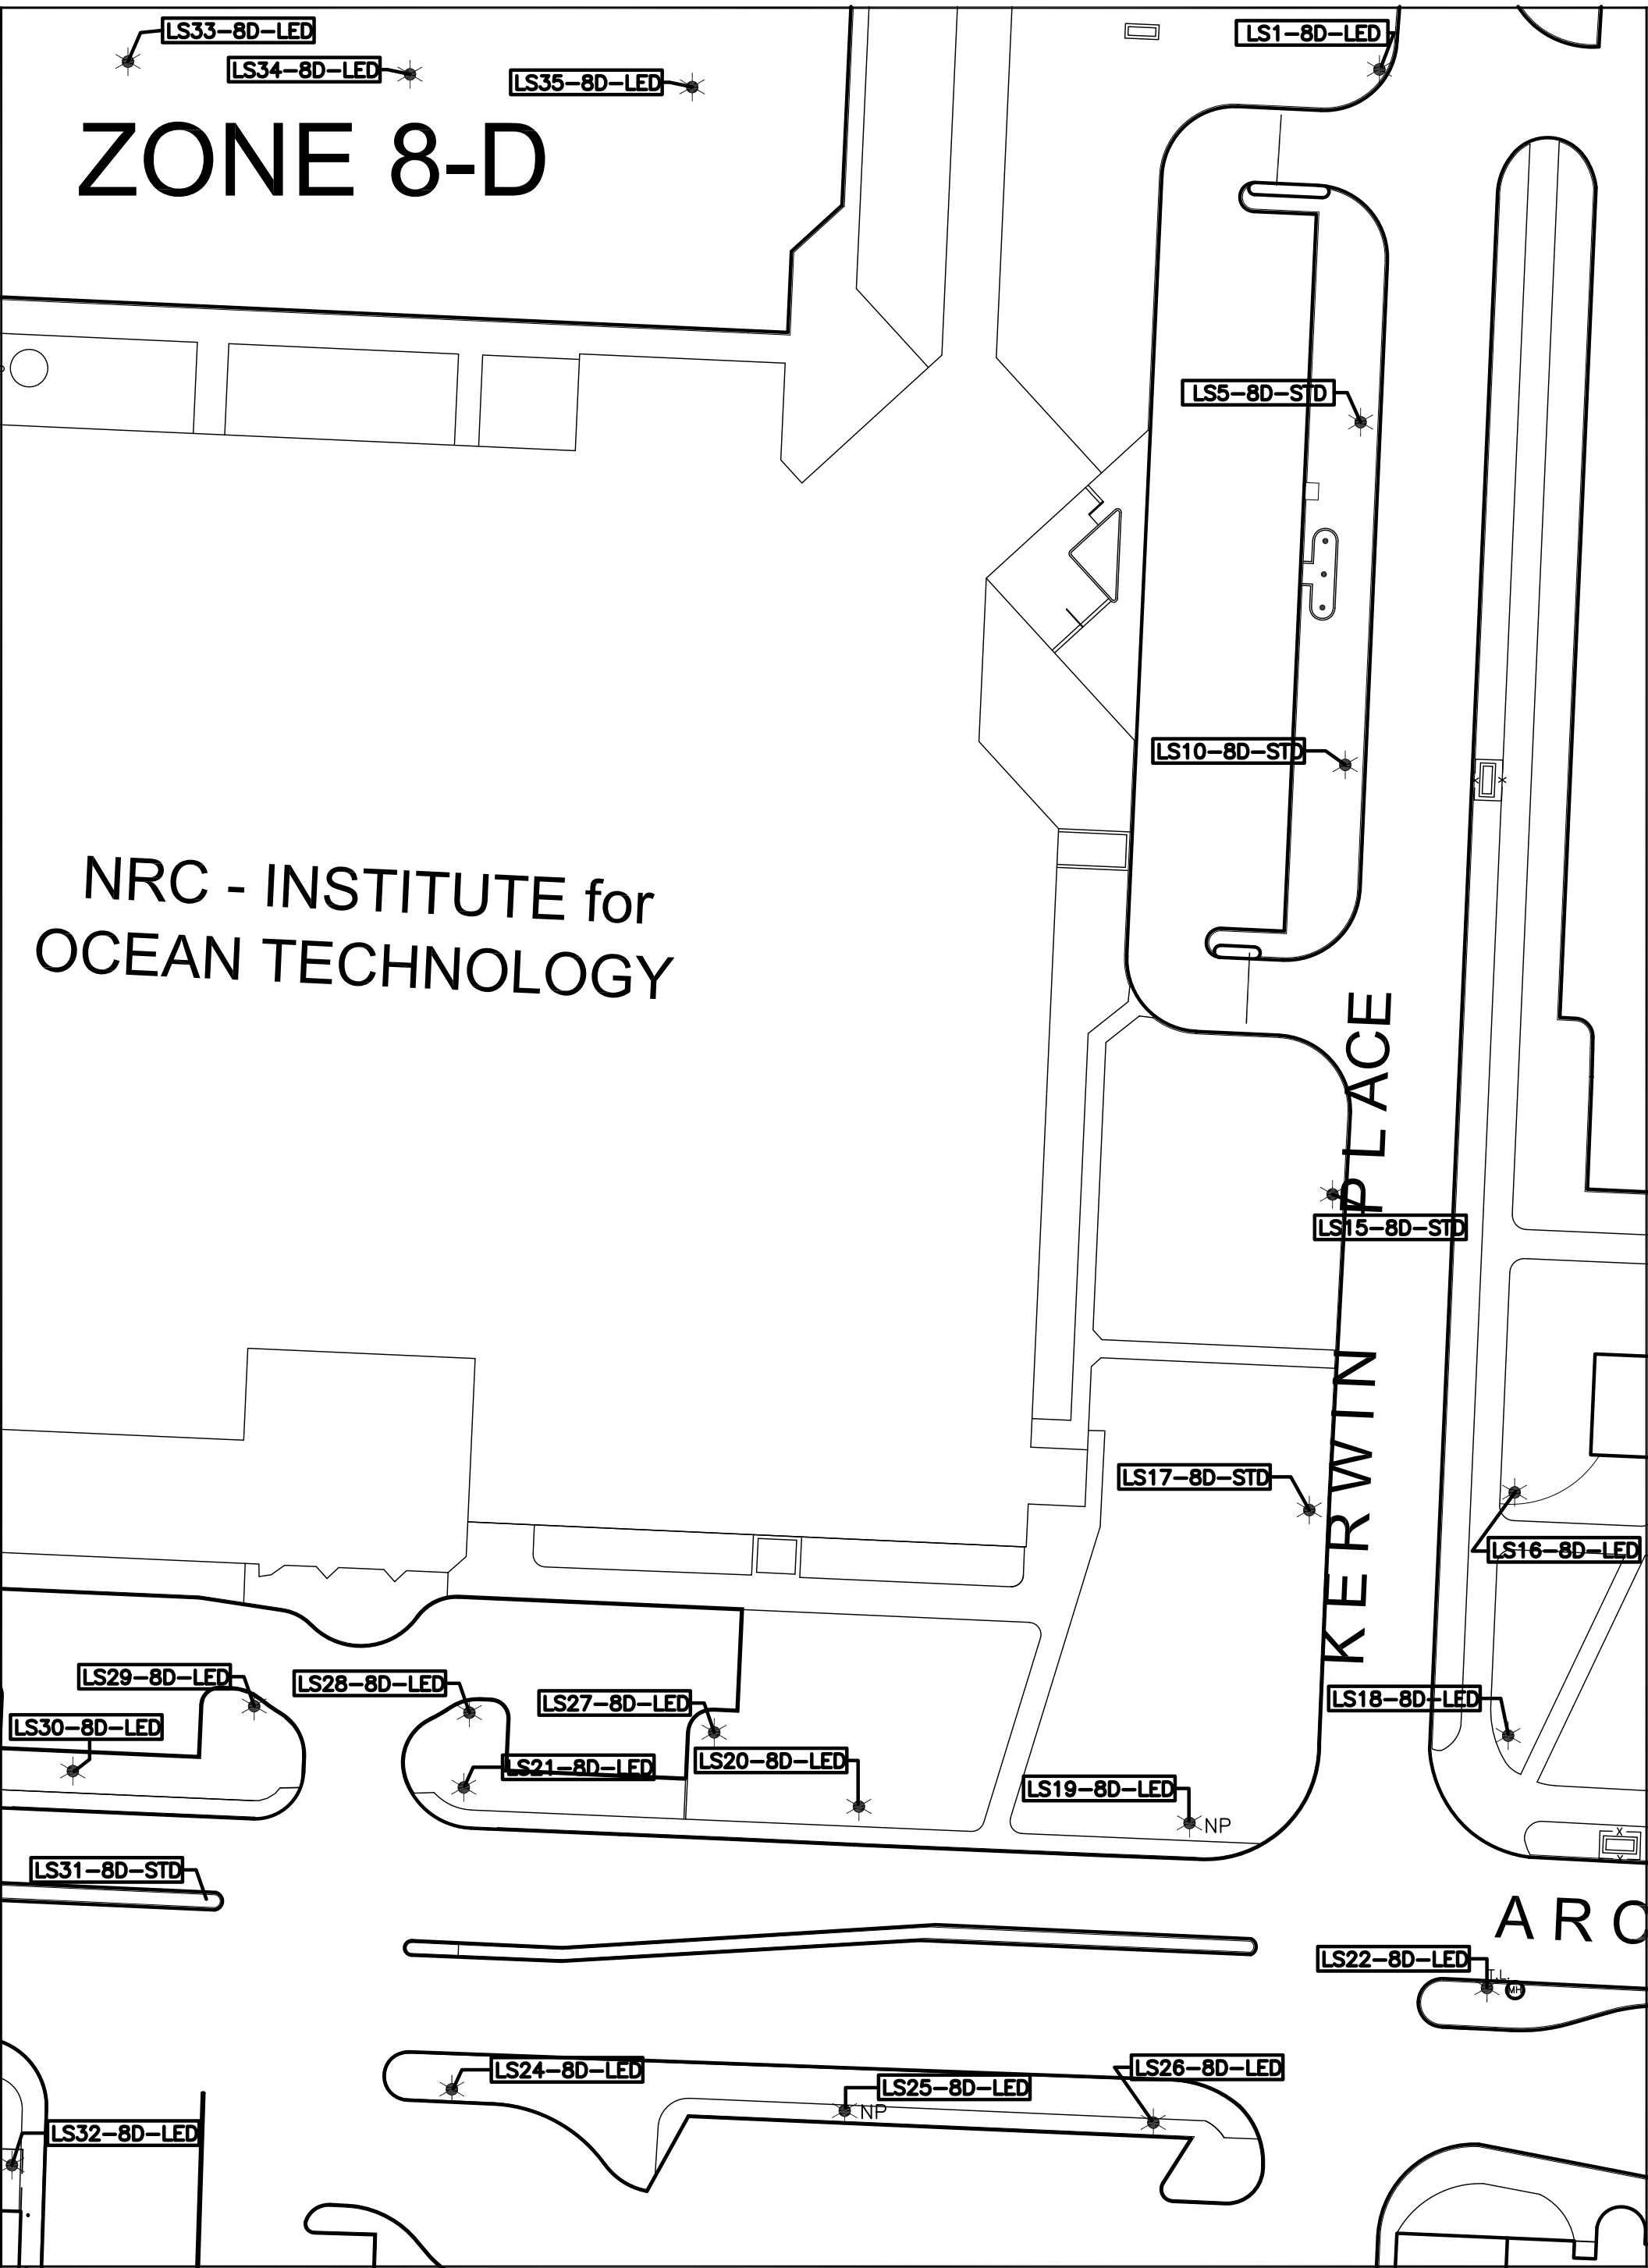 LS33-8D-LED
LS1-8D-LED
LS34-8D-LED
LS35-8D-LED
ZONE 8-D
LS5-8D-STD
LS10-8D-STD
NRC - INSTITUTE for
OCEAN TECHNOLOGY
KERWIN PLACE
LS15-8D-STD
LS17-8D-STD
LS16-8D-LED
LS29-8D-LED
LS28-8D-LED
LS27-8D-LED
LS18-8D-LED
LS30-8D-LED
LS21-8D-LED
LS20-8D-LED
LS19-8D-LED
NP
X
X
LS31-8D-STD
ARC
LS22-8D-LED
T.L.
MH
LS24-8D-LED
LS25-8D-LED
NP
LS26-8D-LED
LS32-8D-LED